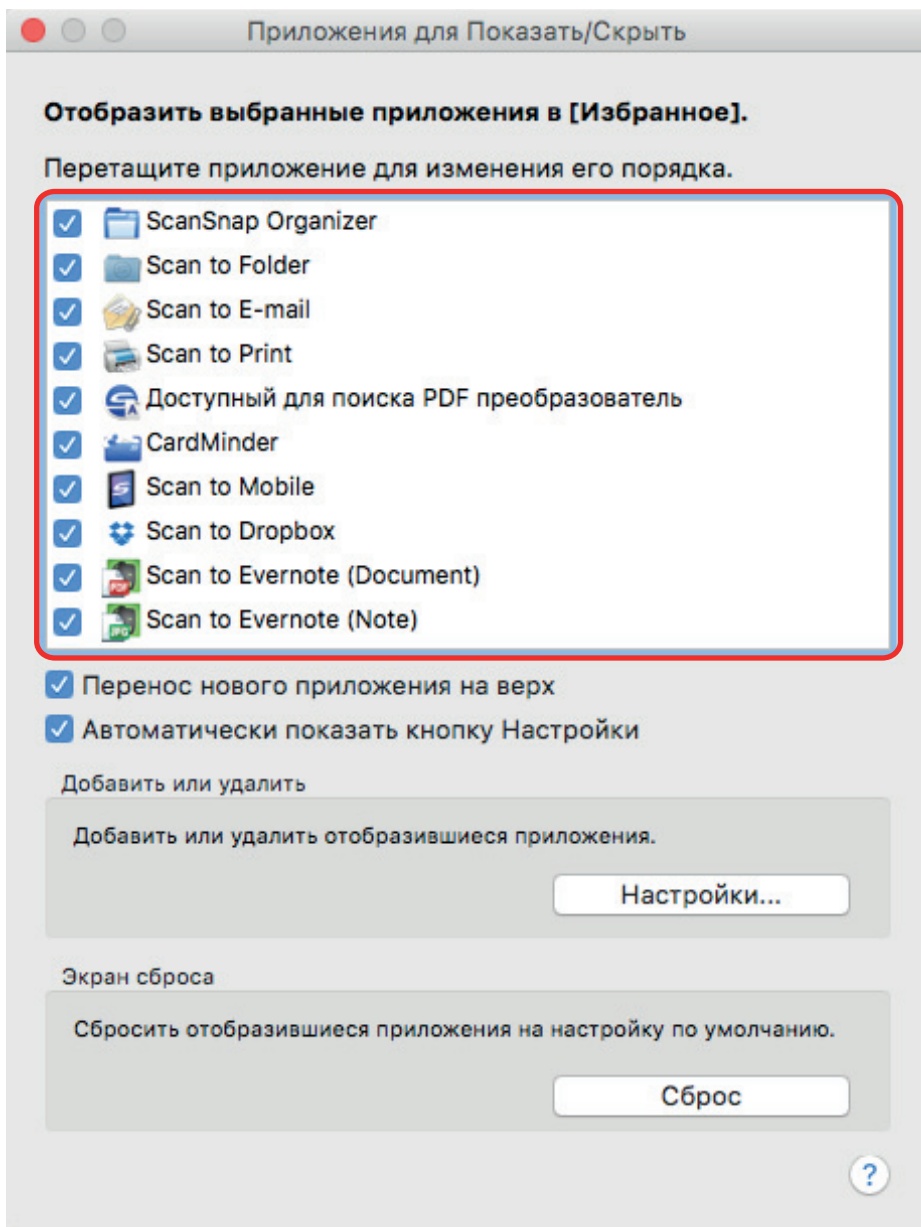 Приложения для Показать/Скрыть
Отобразить выбранные приложения в [Избранное].
Перетащите приложение для изменения его порядка.
ScanSnap Organizer
Scan to Folder
Scan to E-mail
Scan to Print
Доступный для поиска PDF преобразователь
CardMinder
Scan to Mobile
Scan to Dropbox
Scan to Evernote (Document)
Scan to Evernote (Note)
Перенос нового приложения на верх
Автоматически показать кнопку Настройки
Добавить или удалить
Добавить или удалить отобразившиеся приложения.
Настройки...
Экран сброса
Сбросить отобразившиеся приложения на настройку по умолчанию.
Сброс
?